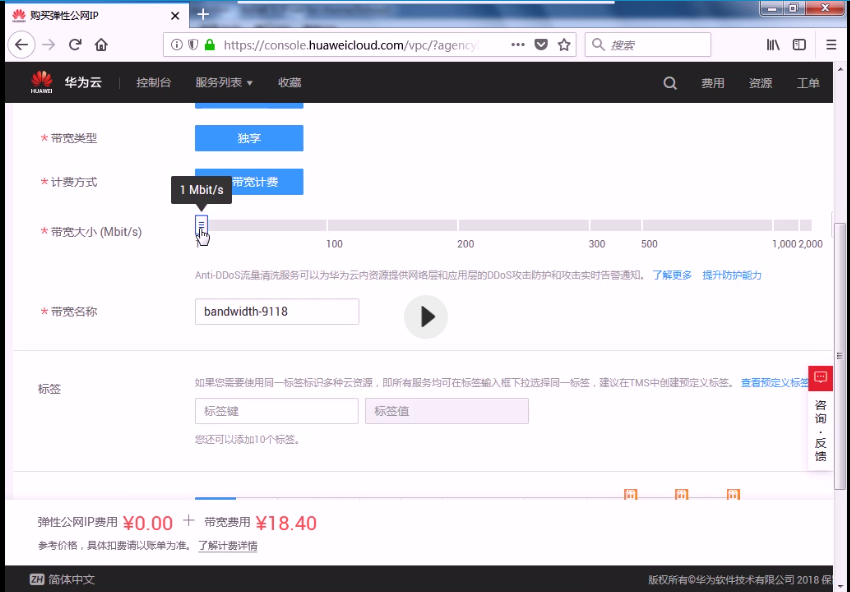 购买弹性公网IP
https://console.huaweicloud.com/vpc/?agency
搜索
HUAWEI
华为云
控制台
服务列表
收藏
费用
资源
工单
* 带宽类型
独享
* 计费方式
带宽计费
1 Mbit/s
* 带宽大小 (Mbit/s)
100
200
300
500
1,000
2,000
Anti-DDoS流量清洗服务可以为华为云内资源提供网络层和应用层的DDoS攻击防护和攻击实时告警通知。 了解更多 提升防护能力
* 带宽名称
bandwidth-9118
标签
如果您需要使用同一标签标识多种云资源，即所有服务均可在标签输入框下拉选择同一标签，建议在TMS中创建预定义标签。 查看预定义标签
标签键
标签值
您还可以添加10个标签。
咨询·反馈
弹性公网IP费用 ¥0.00 + 带宽费用 ¥18.40
参考价格，具体扣费请以账单为准。 了解计费详情
ZH 简体中文
版权所有©华为软件技术有限公司 2018 保